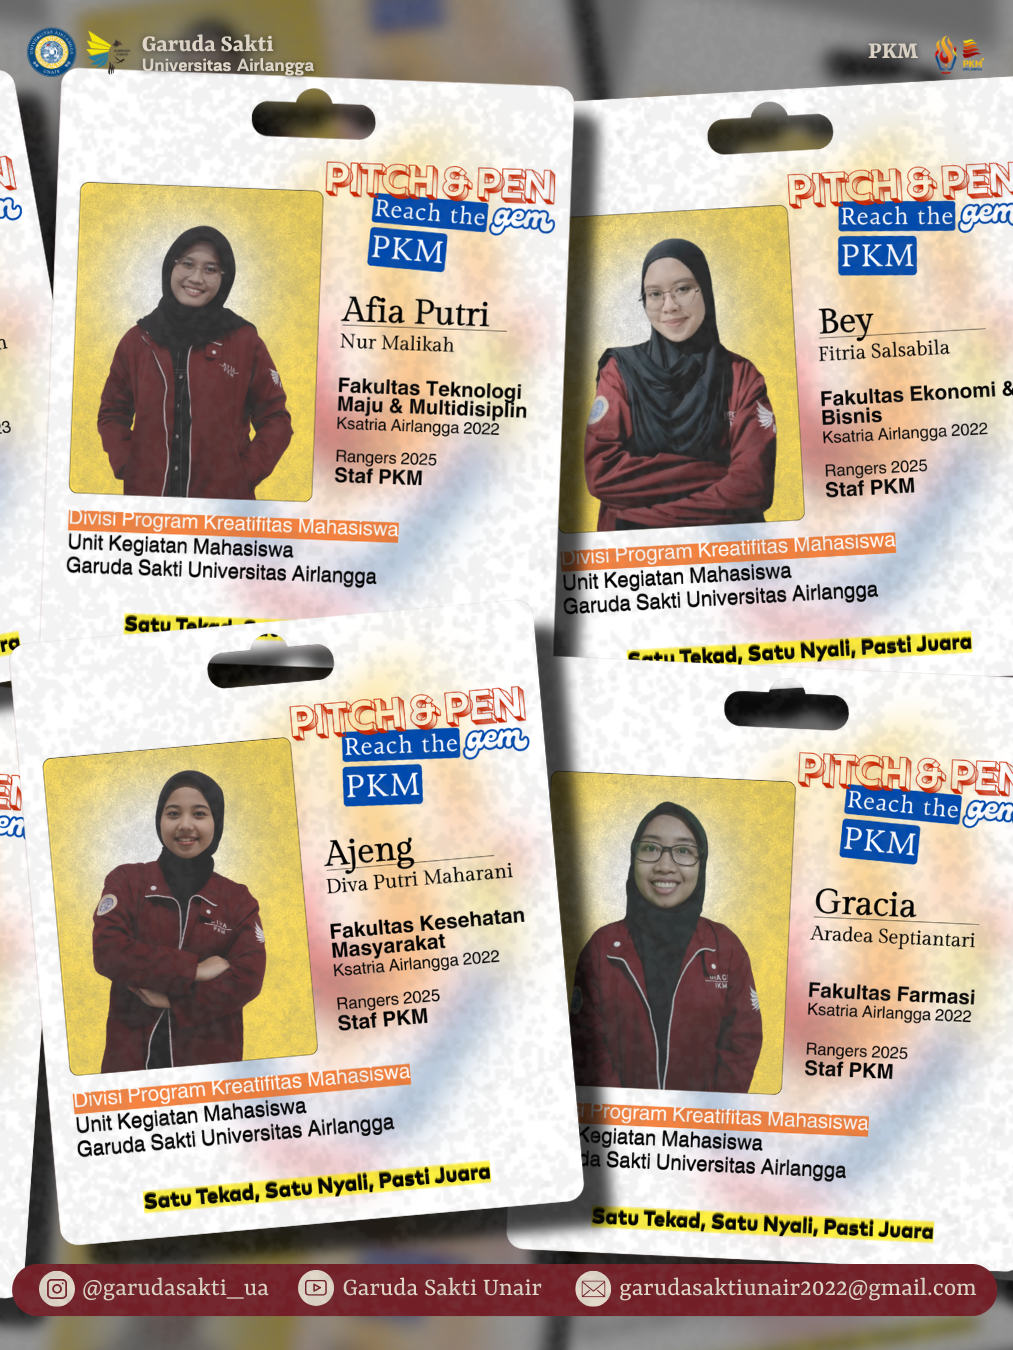 Garuda Sakti
Universitas Airlangga
PKM
PITCH & PEN
Reach the gem
PKM
Afia Putri
Nur Malikah
Fakultas Teknologi
Maju & Multidisiplin
Ksatria Airlangga 2022
Rangers 2025
Staf PKM
Divisi Program Kreatifitas Mahasiswa
Unit Kegiatan Mahasiswa
Garuda Sakti Universitas Airlangga
Satu Tekad, S
PITCH & PEN
Reach the gem
PKM
Bey
Fitria Salsabila
Fakultas Ekonomi &
Bisnis
Ksatria Airlangga 2022
Rangers 2025
Staf PKM
Divisi Program Kreatifitas Mahasiswa
Unit Kegiatan Mahasiswa
Garuda Sakti Universitas Airlangga
Satu Tekad, Satu Nyali, Pasti Juara
PITCH & PEN
Reach the gem
PKM
Ajeng
Diva Putri Maharani
Fakultas Kesehatan
Masyarakat
Ksatria Airlangga 2022
Rangers 2025
Staf PKM
Divisi Program Kreatifitas Mahasiswa
Unit Kegiatan Mahasiswa
Garuda Sakti Universitas Airlangga
Satu Tekad, Satu Nyali, Pasti Juara
PITCH & PEN
Reach the gem
PKM
Gracia
Aradea Septiantari
Fakultas Farmasi
Ksatria Airlangga 2022
Rangers 2025
Staf PKM
Program Kreatifitas Mahasiswa
Kegiatan Mahasiswa
Sakti Universitas Airlangga
Satu Tekad, Satu Nyali, Pasti Juara
@garudasakti_ua
Garuda Sakti Unair
garudasaktiunair2022@gmail.com